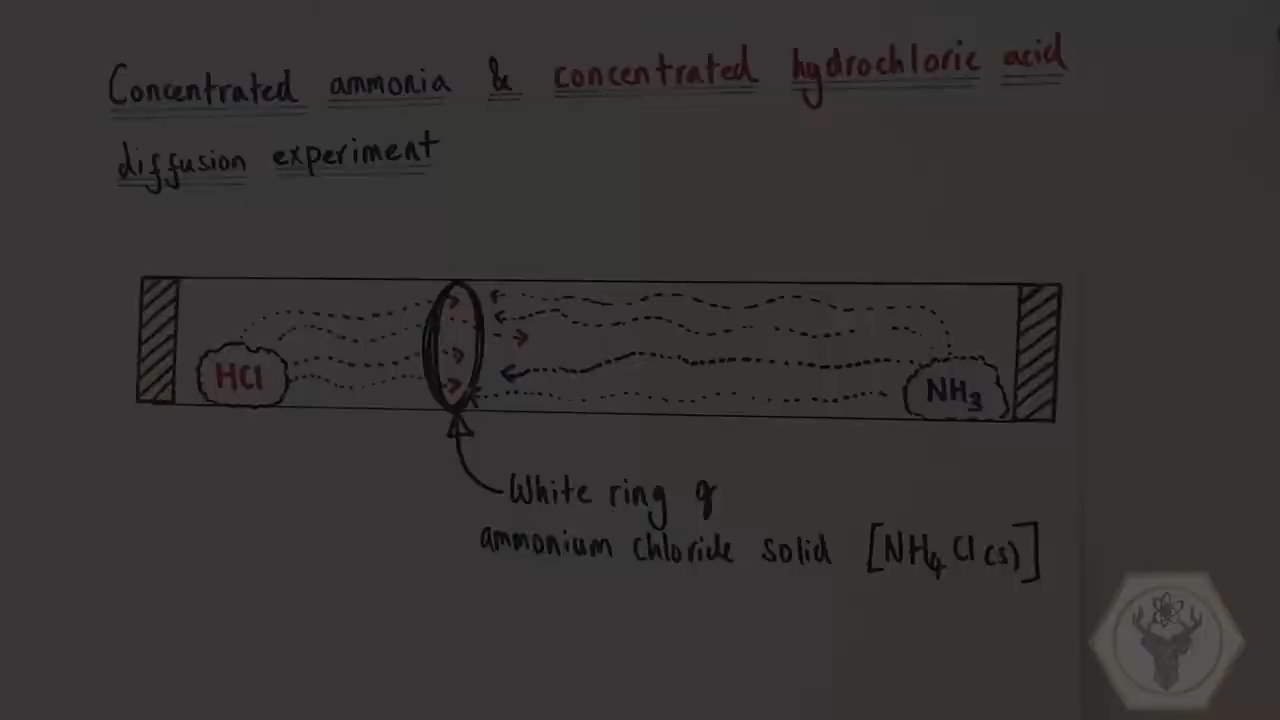 Concentrated ammonia & concentrated hydrochloric acid
diffusion experiment
HCl
NH₃
White ring of
ammonium chloride solid [NH₄Cl(s)]